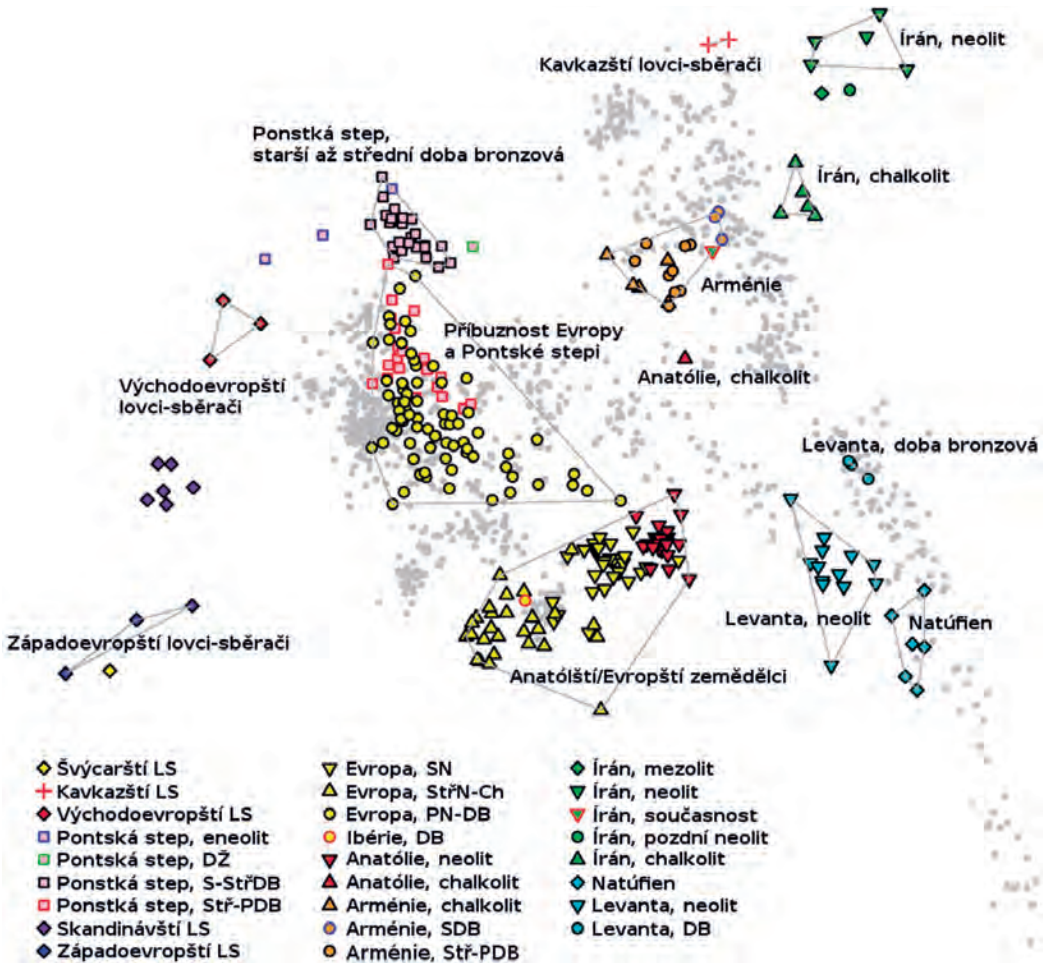 Kavkazští lovci-sběrači
Írán, neolit
Ponstká step,
starší až střední doba bronzová
Írán, chalkolit
Arménie
Příbuznost Evropy
a Pontské stepi
Anatólie, chalkolit
Východoevropští
lovci-sběrači
Levanta, doba bronzová
Západoevropští lovci-sběrači
Levanta, neolit
Natúfien
Anatólští/Evropští zemědělci
Švýcarští LS
Kavkazští LS
Východoevropští LS
Pontská step, eneolit
Pontská step, DŽ
Ponstká step, S-StřDB
Ponstká step, Stř-PDB
Skandinávští LS
Západoevropští LS
Evropa, SN
Evropa, StřN-Ch
Evropa, PN-DB
Ibérie, DB
Anatólie, neolit
Anatólie, chalkolit
Arménie, chalkolit
Arménie, SDB
Arménie, Stř-PDB
Írán, mezolit
Írán, neolit
Írán, současnost
Írán, pozdní neolit
Írán, chalkolit
Natúfien
Levanta, neolit
Levanta, DB